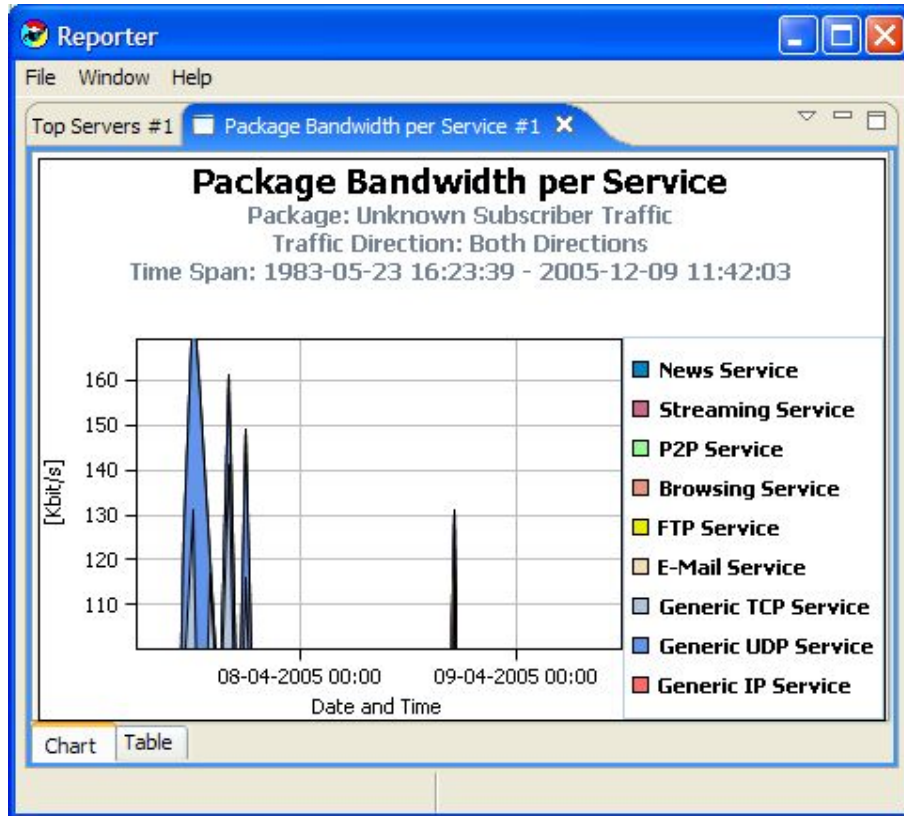 Reporter
File Window Help
Top Servers #1 Package Bandwidth per Service #1
Package Bandwidth per Service
Package: Unknown Subscriber Traffic
Traffic Direction: Both Directions
Time Span: 1983-05-23 16:23:39 - 2005-12-09 11:42:03
160
150
140
130
120
110
[Kbit/s]
08-04-2005 00:00 09-04-2005 00:00
Date and Time
News Service
Streaming Service
P2P Service
Browsing Service
FTP Service
E-Mail Service
Generic TCP Service
Generic UDP Service
Generic IP Service
Chart Table